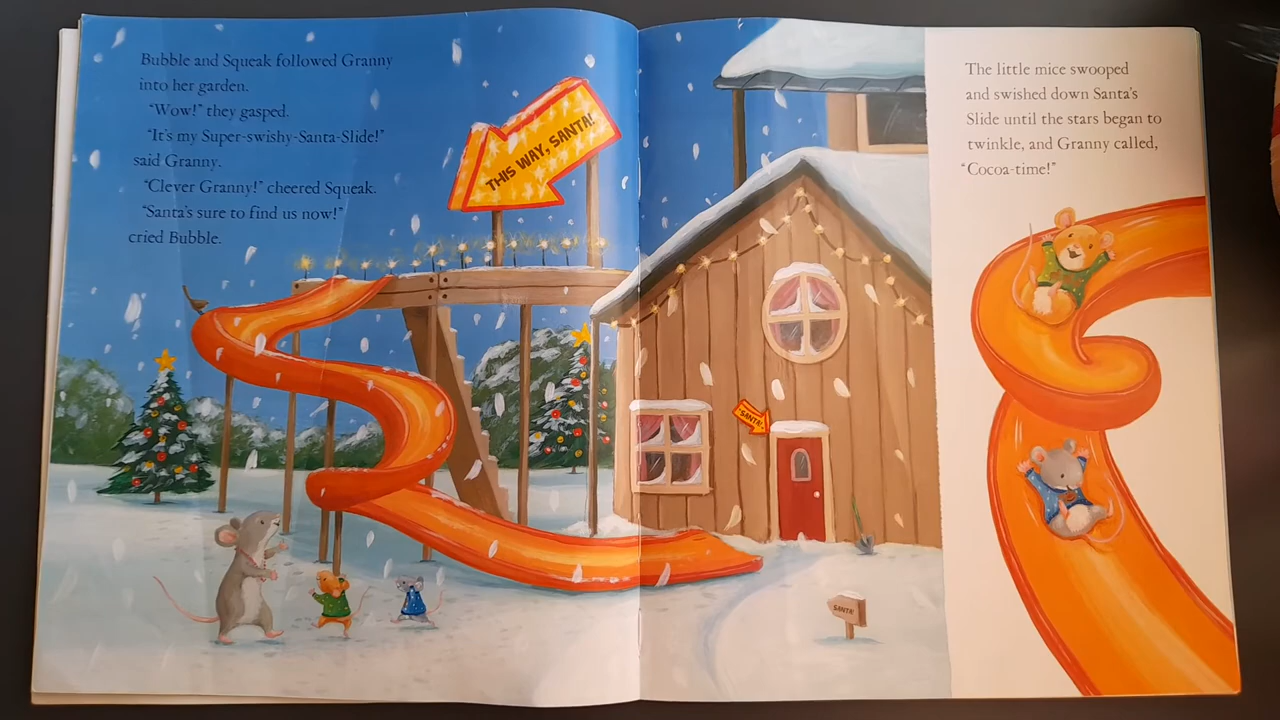 Bubble and Squeak followed Granny
into her garden.
"Wow!" they gasped.
"It's my Super-swishy-Santa-Slide!"
said Granny.
"Clever Granny!" cheered Squeak.
"Santa's sure to find us now!"
cried Bubble.
THIS WAY, SANTA!
SANTA!
SANTA!
The little mice swooped
and swished down Santa's
Slide until the stars began to
twinkle, and Granny called,
"Cocoa-time!"